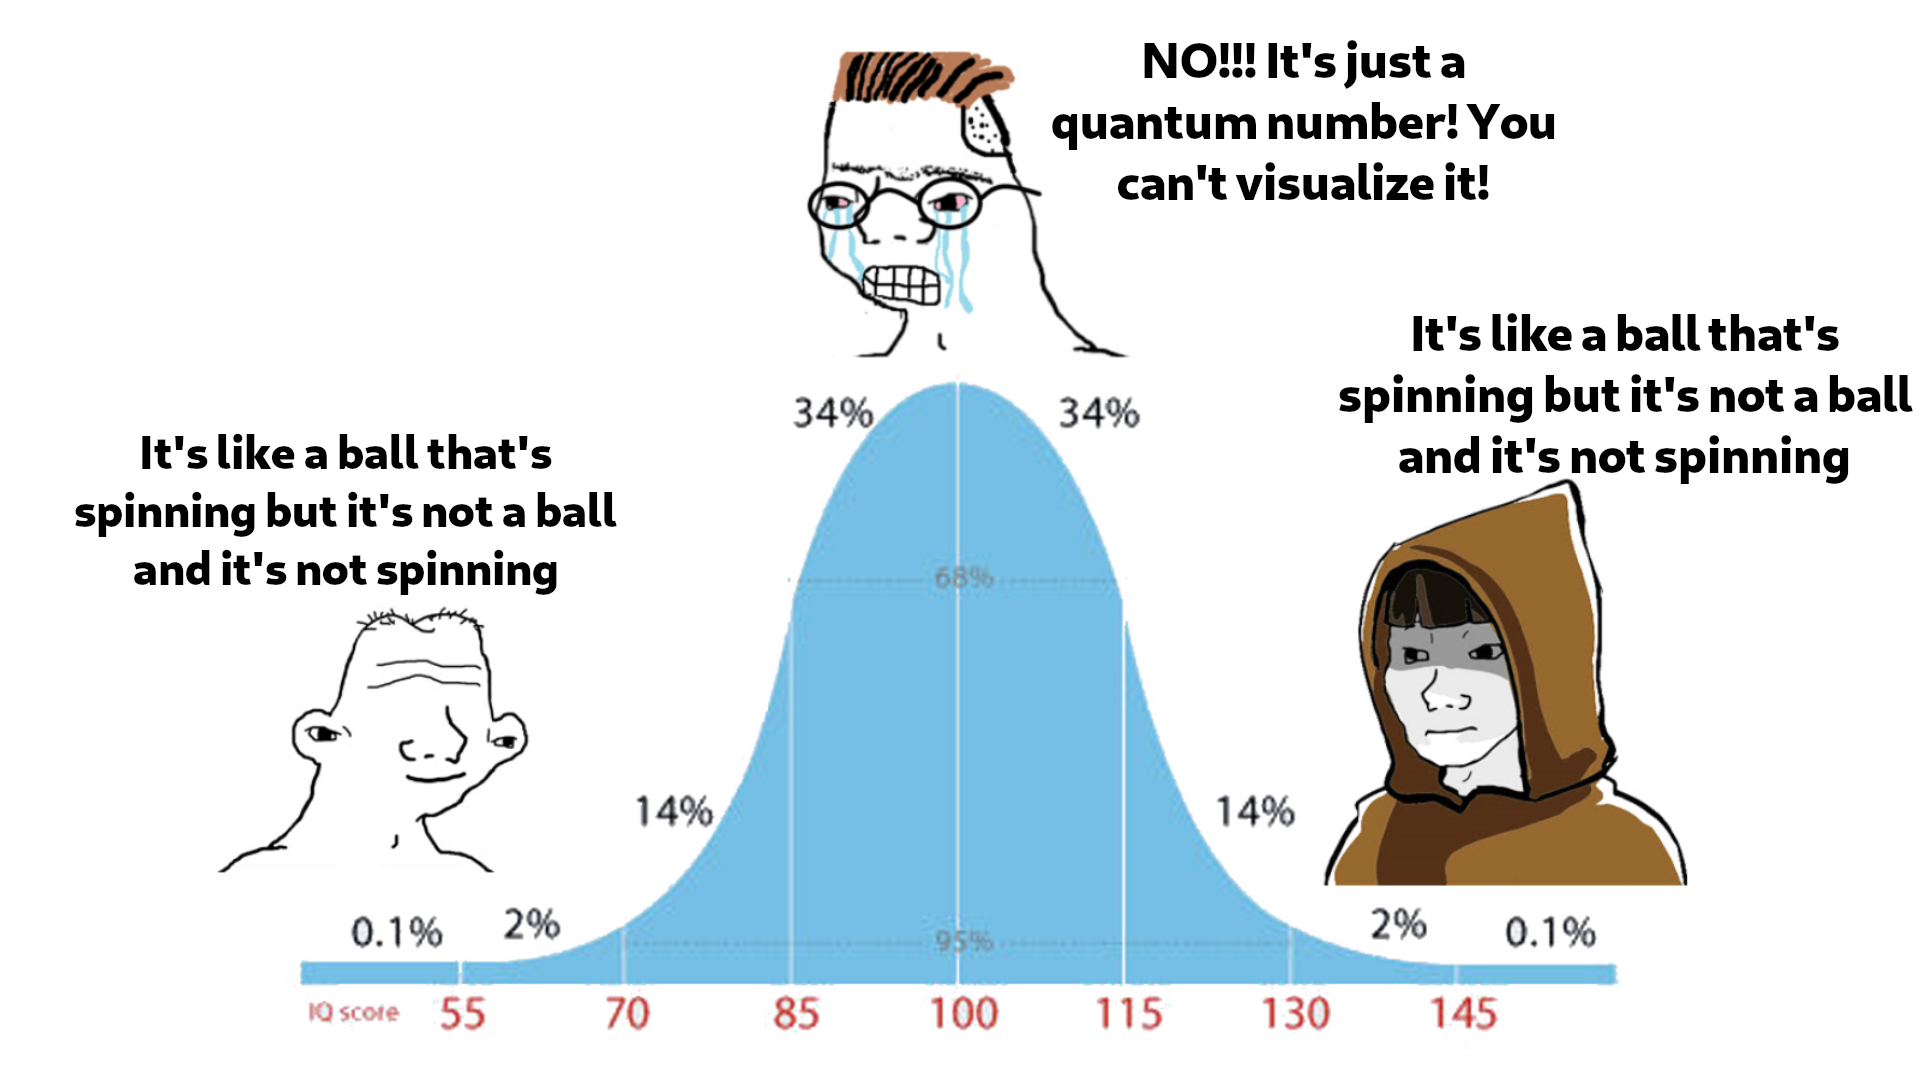 NO!!! It's just a
quantum number! You
can't visualize it!
It's like a ball that's
spinning but it's not a ball
and it's not spinning
It's like a ball that's
spinning but it's not a ball
and it's not spinning
34%
34%
68%
14%
14%
0.1%
2%
95%
2%
0.1%
IQ score 55 70 85 100 115 130 145